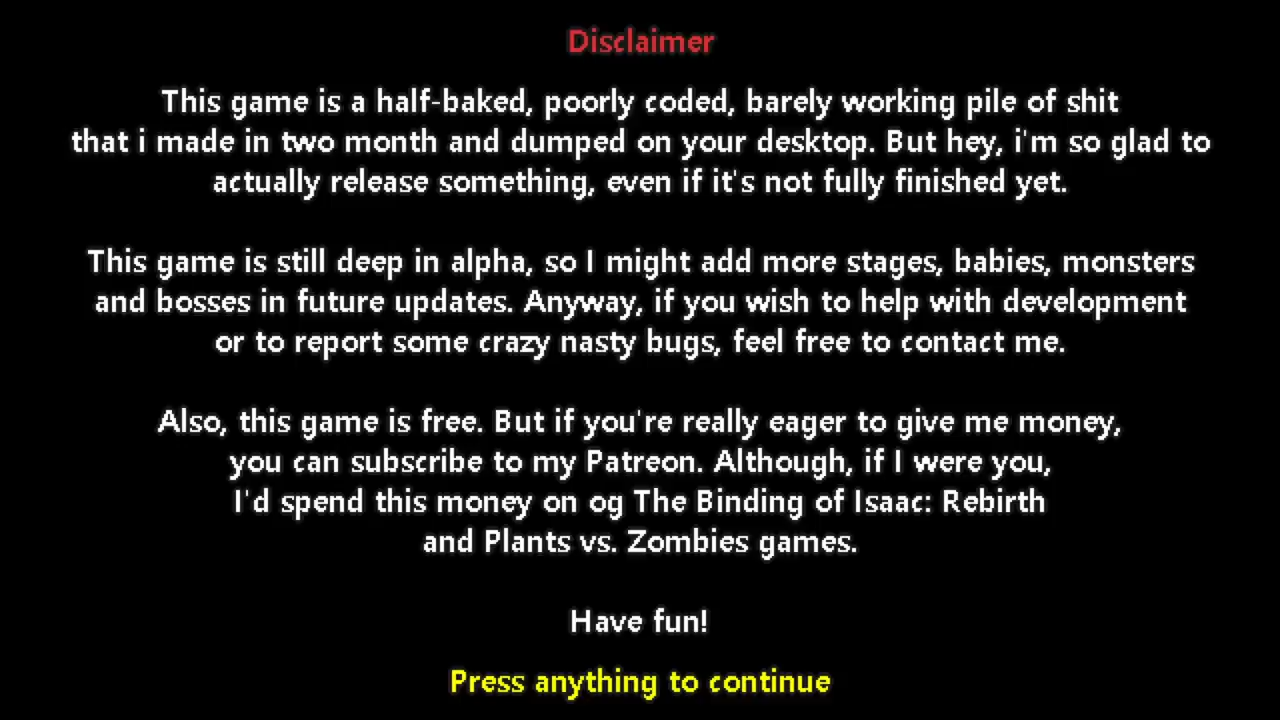 Disclaimer
This game is a half-baked, poorly coded, barely working pile of shit
that i made in two month and dumped on your desktop. But hey, i'm so glad to
actually release something, even if it's not fully finished yet.
This game is still deep in alpha, so I might add more stages, babies, monsters
and bosses in future updates. Anyway, if you wish to help with development
or to report some crazy nasty bugs, feel free to contact me.
Also, this game is free. But if you're really eager to give me money,
you can subscribe to my Patreon. Although, if I were you,
I'd spend this money on og The Binding of Isaac: Rebirth
and Plants vs. Zombies games.
Have fun!
Press anything to continue